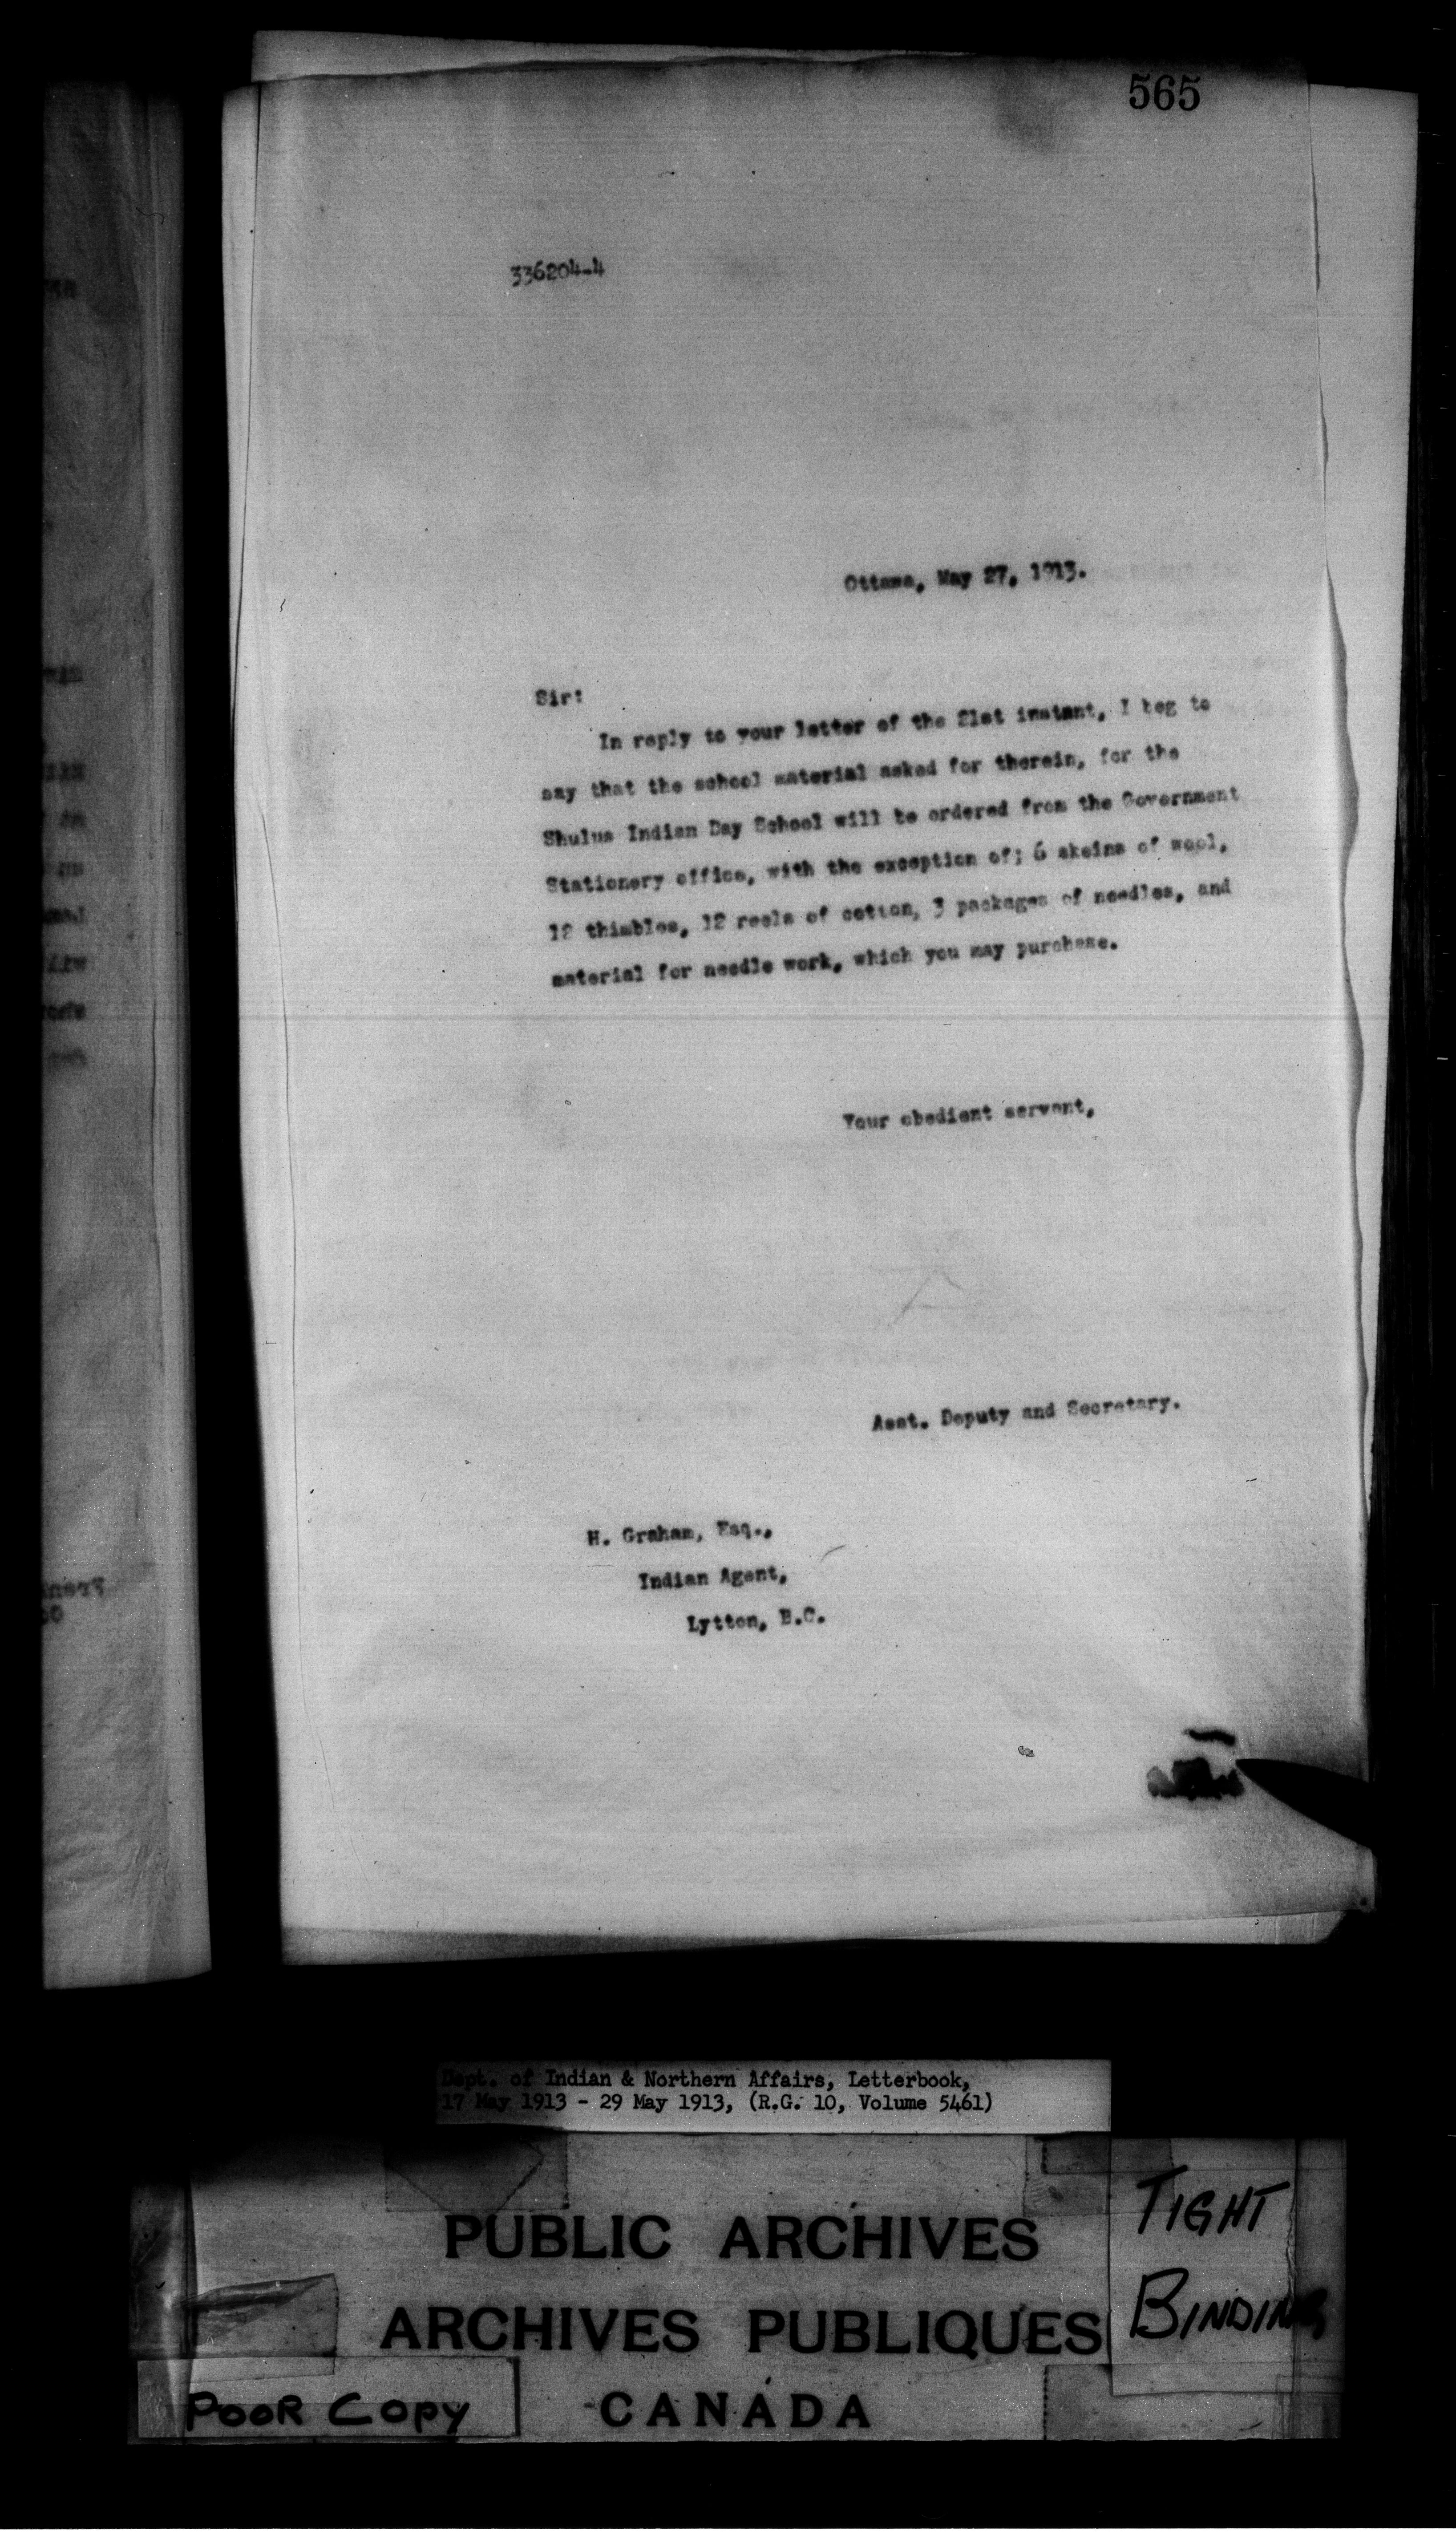 565
336204-4
Ottawa, May 27, 1913.
Sir:
In reply to your letter of the 21st instant, I beg to
say that the school material asked for therein, for the
Shulus Indian Day School will be ordered from the Government
Stationery office, with the exception of; 6 skeins of wool,
12 thimbles, 12 reels of cotton, 3 packages of needles, and
material for needle work, which you may purchase.
Your obedient servant,
Asst. Deputy and Secretary.
H. Graham, Esq.,
Indian Agent,
Lytton, B.C.
Dept. of Indian & Northern Affairs, Letterbook,
17 May 1913 - 29 May 1913, (R.G. 10, Volume 5461)
PUBLIC ARCHIVES
ARCHIVES PUBLIQUES
CANADA
TIGHT
BINDING
POOR COPY